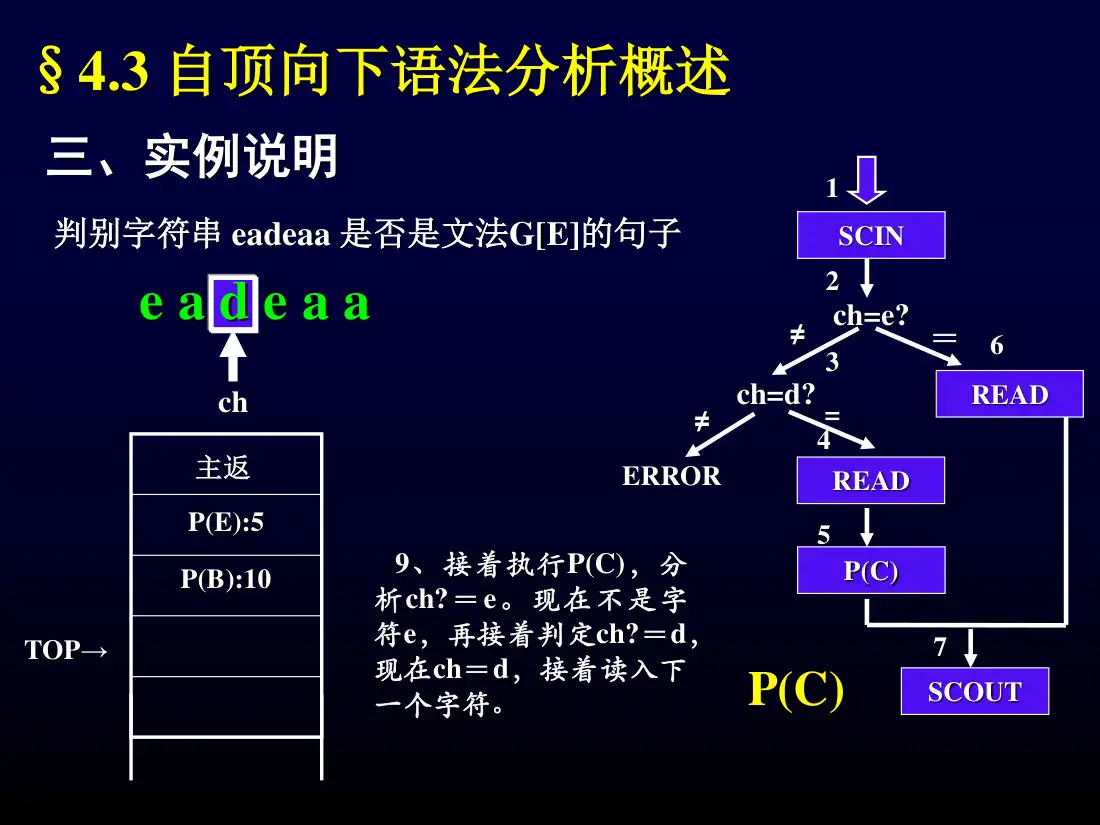 §4.3 自顶向下语法分析概述
三、实例说明
判别字符串 eadeaa 是否是文法G[E]的句子
e a d e a a
ch
主返
P(E):5
P(B):10
TOP→
9、接着执行P(C)，分
析ch?＝e。现在不是字
符e，再接着判定ch?＝d，
现在ch＝d，接着读入下
一个字符。
1
SCIN
2
ch=e?
≠
＝
6
3
READ
ch=d?
≠
=
4
ERROR
READ
5
P(C)
7
P(C)
SCOUT